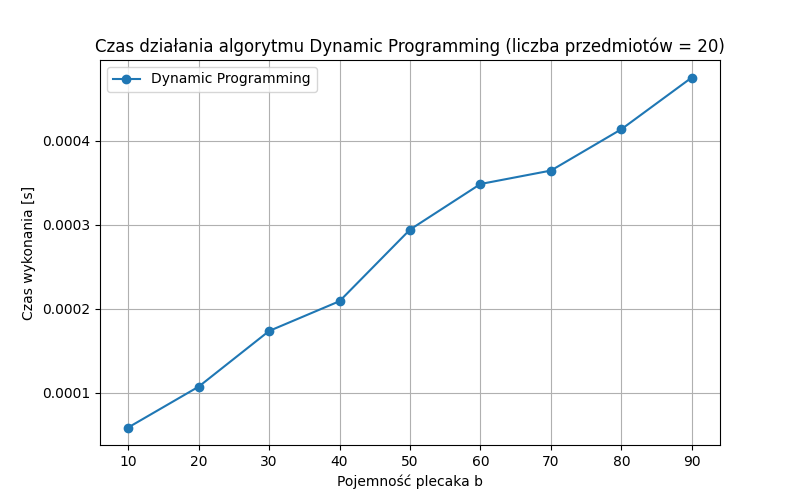 Czas działania algorytmu Dynamic Programming (liczba przedmiotów = 20)
Dynamic Programming
0.0004
0.0003
0.0002
0.0001
Czas wykonania [s]
10 20 30 40 50 60 70 80 90
Pojemność plecaka b